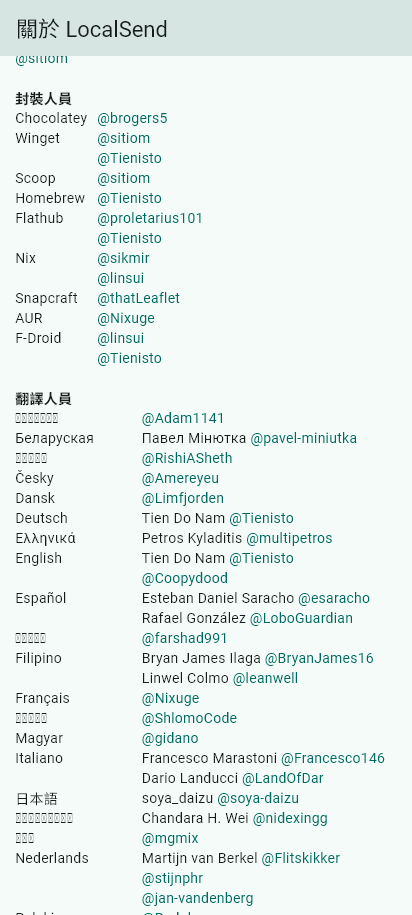 關於 LocalSend
@sitiom
封裝人員
Chocolatey @brogers5
Winget @sitiom
@Tienisto
Scoop @sitiom
Homebrew @Tienisto
Flathub @proletarius101
@Tienisto
Nix @sikmir
@linsui
Snapcraft @thatLeaflet
AUR @Nixuge
F-Droid @linsui
@Tienisto
翻譯人員
@Adam1141
Беларуская Павел Мінютка @pavel-miniutka
@RishiASheth
Česky @Amereyeu
Dansk @Limfjorden
Deutsch Tien Do Nam @Tienisto
Ελληνικά Petros Kyladitis @multipetros
English Tien Do Nam @Tienisto
@Coopydood
Español Esteban Daniel Saracho @esaracho
Rafael González @LoboGuardian
@farshad991
Filipino Bryan James Ilaga @BryanJames16
Linwel Colmo @leanwell
Français @Nixuge
@ShlomoCode
Magyar @gidano
Italiano Francesco Marastoni @Francesco146
Dario Landucci @LandOfDar
日本語 soya_daizu @soya-daizu
Chandara H. Wei @nidexingg
@mgmix
Nederlands Martijn van Berkel @Flitskikker
@stijnphr
@jan-vandenberg